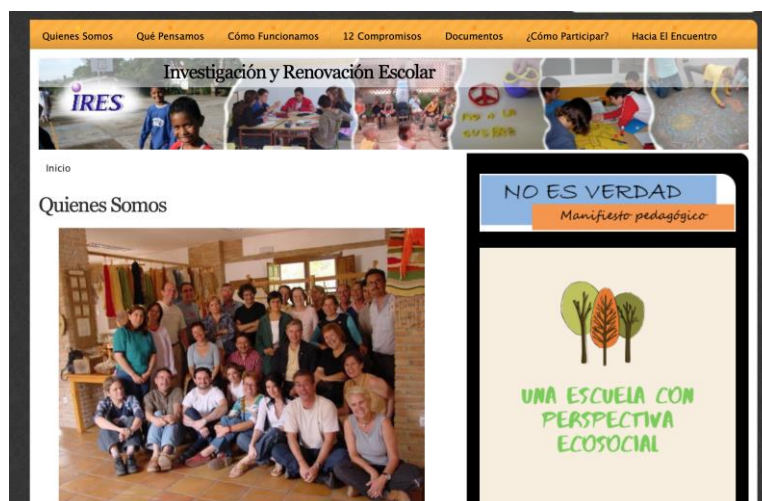 Quienes Somos Qué Pensamos Cómo Funcionamos 12 Compromisos Documentos ¿Cómo Participar? Hacia El Encuentro
Investigación y Renovación Escolar
IRES
Inicio
Quienes Somos
NO ES VERDAD
Manifiesto pedagógico
UNA ESCUELA CON
PERSPECTIVA
ECOSOCIAL